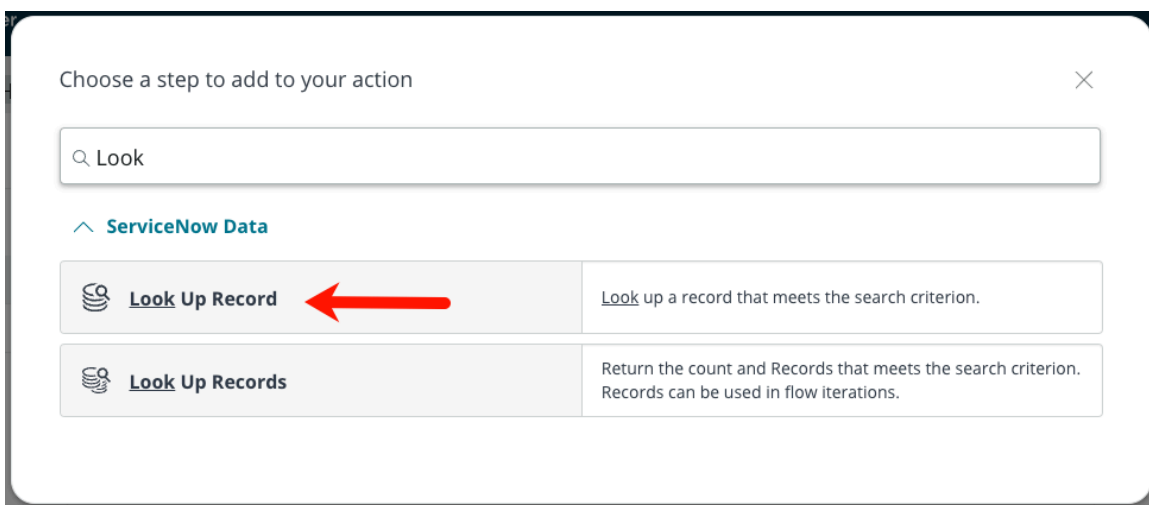 Choose a step to add to your action
Look
ServiceNow Data
Look Up Record
Look up a record that meets the search criterion.
Look Up Records
Return the count and Records that meets the search criterion.
Records can be used in flow iterations.